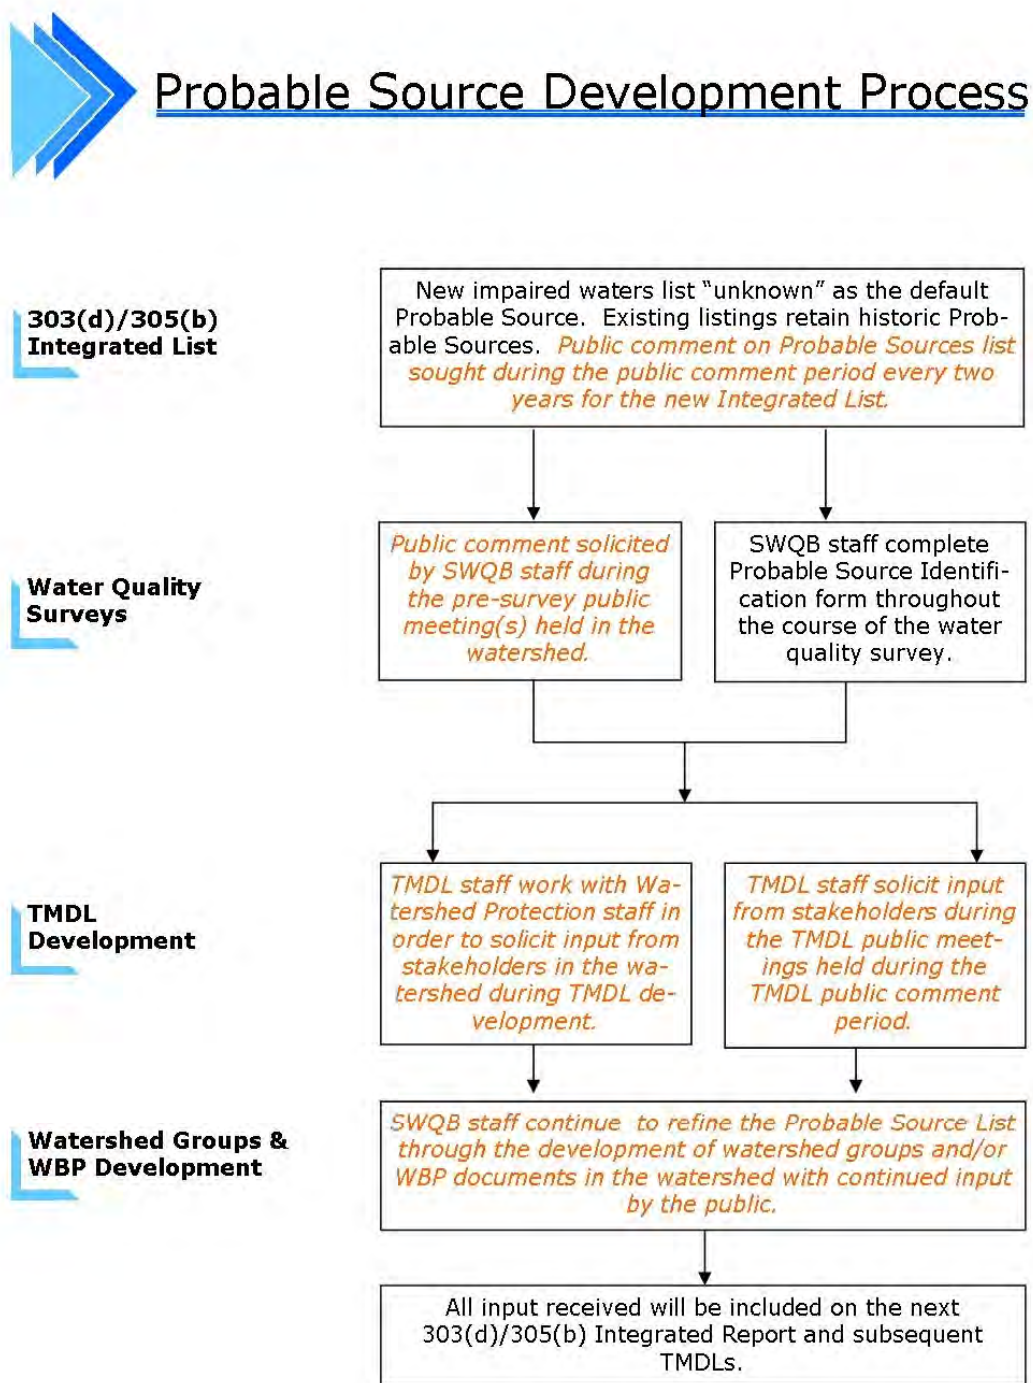 Probable Source Development Process
303(d)/305(b)
Integrated List
New impaired waters list “unknown” as the default
Probable Source. Existing listings retain historic Prob-
able Sources. Public comment on Probable Sources list
sought during the public comment period every two
years for the new Integrated List.
Water Quality
Surveys
Public comment solicited
by SWQB staff during
the pre-survey public
meeting(s) held in the
watershed.
SWQB staff complete
Probable Source Identifi-
cation form throughout
the course of the water
quality survey.
TMDL
Development
TMDL staff work with Wa-
tershed Protection staff in
order to solicit input from
stakeholders in the wa-
tershed during TMDL de-
velopment.
TMDL staff solicit input
from stakeholders during
the TMDL public meet-
ings held during the
TMDL public comment
period.
Watershed Groups &
WBP Development
SWQB staff continue to refine the Probable Source List
through the development of watershed groups and/or
WBP documents in the watershed with continued input
by the public.
All input received will be included on the next
303(d)/305(b) Integrated Report and subsequent
TMDLs.